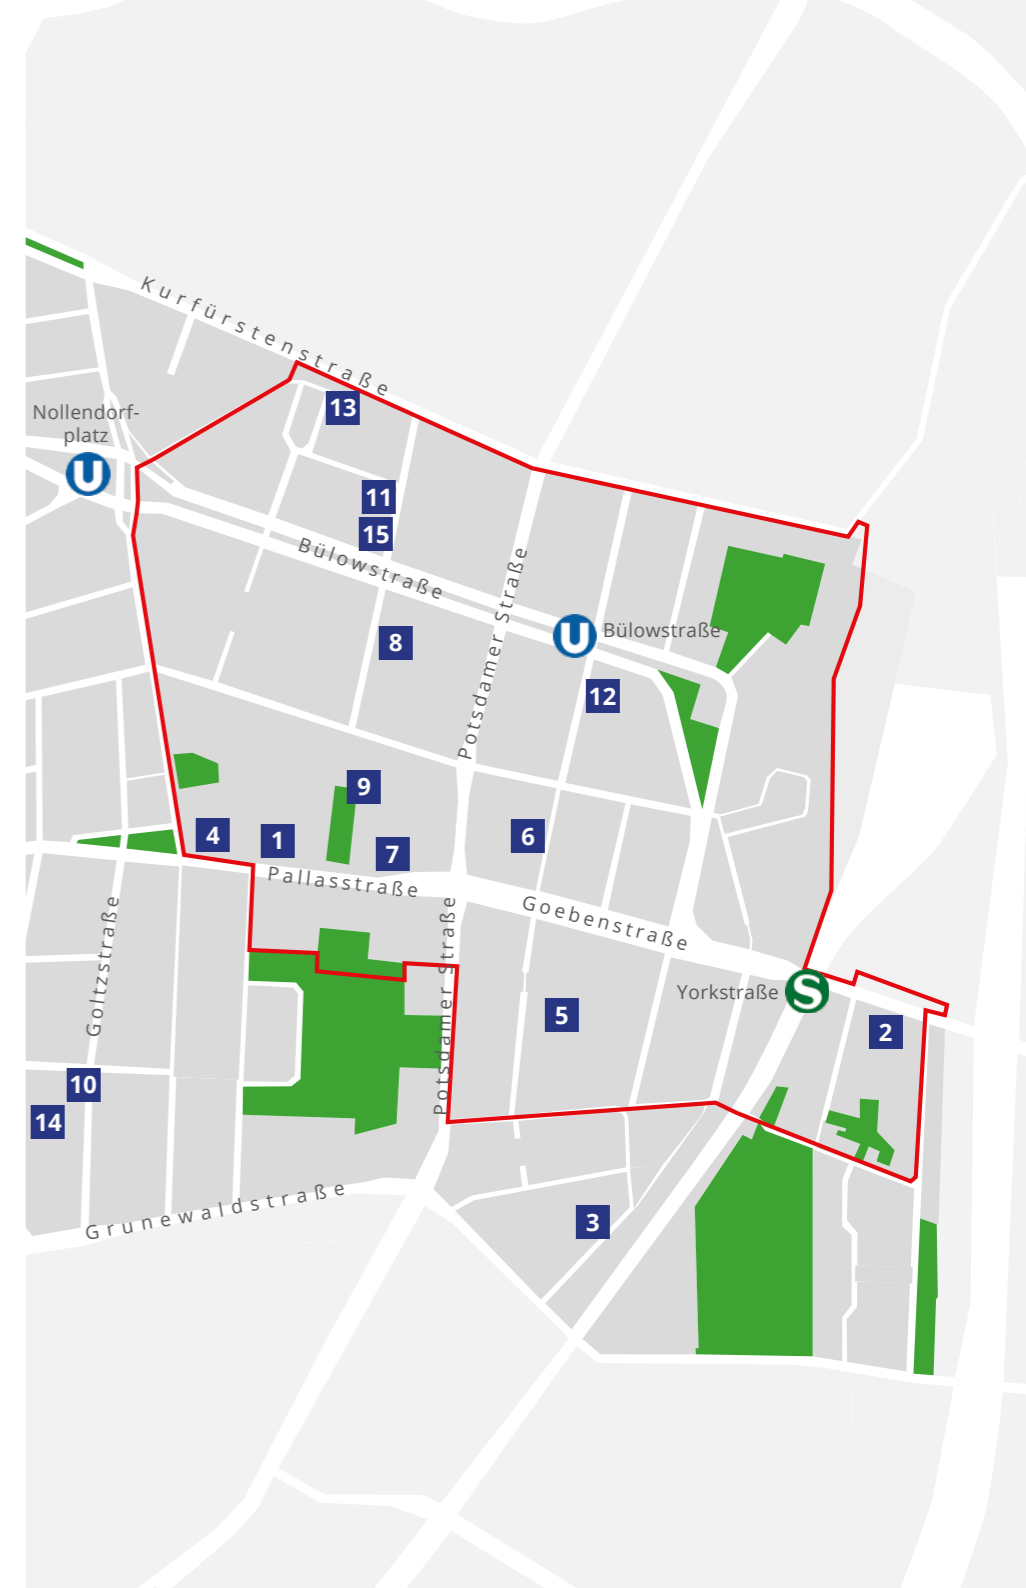 Kurfürstenstraße
Nollendorf-
platz
U
13
11
15
Bülowstraße
Potsdamer Straße
U
Bülowstraße
8
12
9
4
1
7
6
Pallasstraße
Goebenstraße
Goltzstraße
Potsdamer Straße
Yorkstraße
S
5
2
10
14
Grunewaldstraße
3